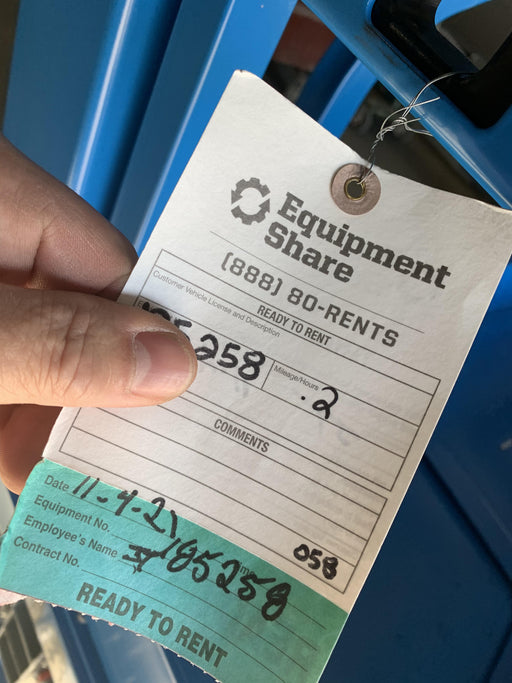 Equipment
Share
(888) 80-RENTS
READY TO RENT
Customer Vehicle License and Description
258
Mileage/Hours
.2
COMMENTS
058
Date 11-4-21
Equipment No.
Employee's Name 185258
Contract No.
READY TO RENT